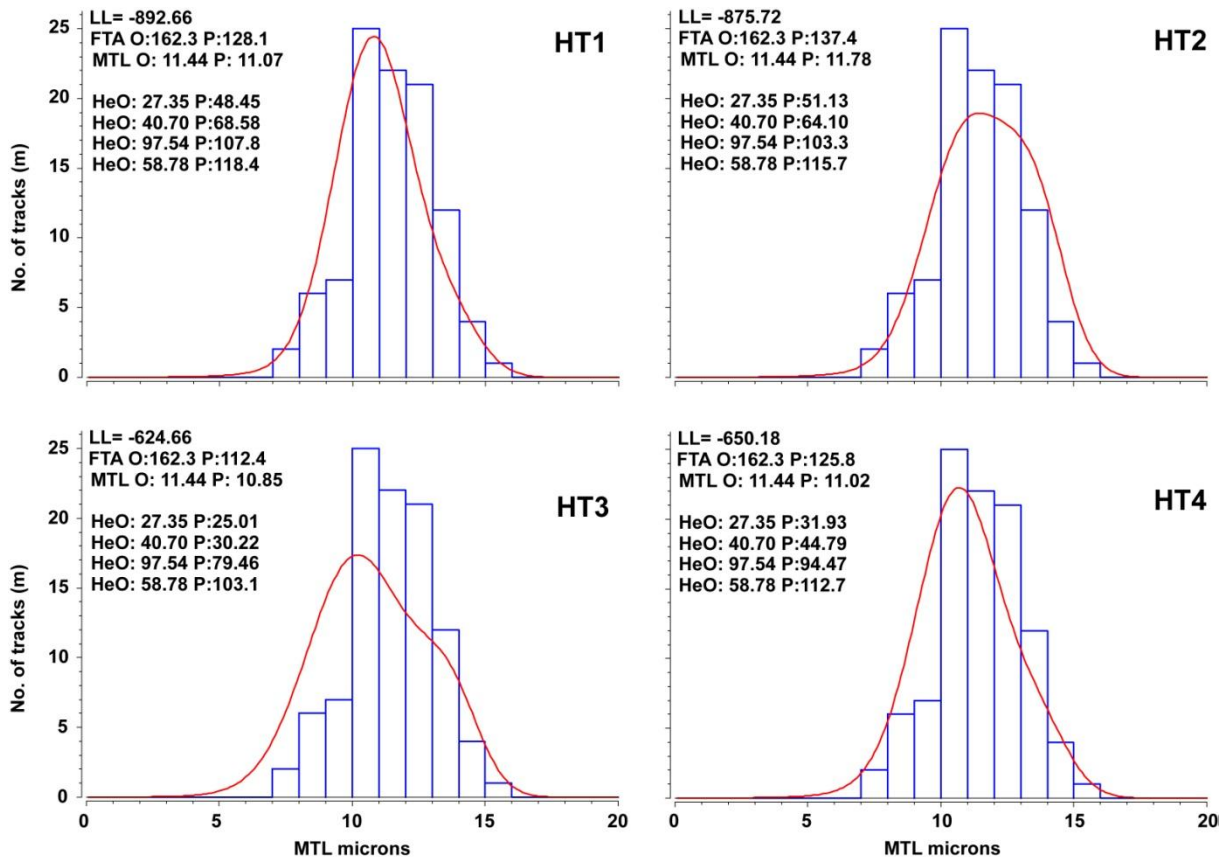 LL= -892.66
FTA O:162.3 P:128.1
MTL O: 11.44 P: 11.07
HeO: 27.35 P:48.45
HeO: 40.70 P:68.58
HeO: 97.54 P:107.8
HeO: 58.78 P:118.4
HT1
25
20
15
10
5
0
No. of tracks (m)
LL= -875.72
FTA O:162.3 P:137.4
MTL O: 11.44 P: 11.78
HeO: 27.35 P:51.13
HeO: 40.70 P:64.10
HeO: 97.54 P:103.3
HeO: 58.78 P:115.7
HT2
LL= -624.66
FTA O:162.3 P:112.4
MTL O: 11.44 P: 10.85
HeO: 27.35 P:25.01
HeO: 40.70 P:30.22
HeO: 97.54 P:79.46
HeO: 58.78 P:103.1
HT3
25
20
15
10
5
0
No. of tracks (m)
0 10 15 20
MTL microns
LL= -650.18
FTA O:162.3 P:125.8
MTL O: 11.44 P: 11.02
HeO: 27.35 P:31.93
HeO: 40.70 P:44.79
HeO: 97.54 P:94.47
HeO: 58.78 P:112.7
HT4
0 10 15 20
MTL microns